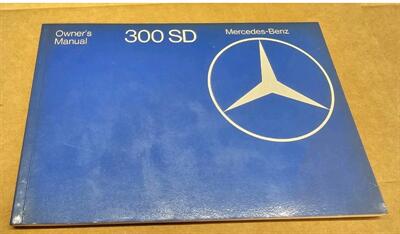 Owner's
Manual
300 SD
Mercedes-Benz